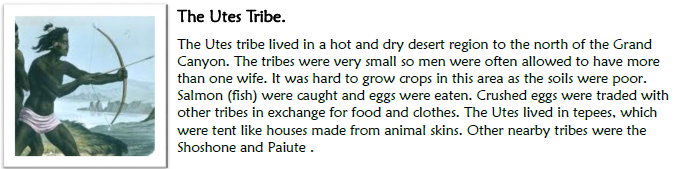 The Utes Tribe.
The Utes tribe lived in a hot and dry desert region to the north of the Grand
Canyon. The tribes were very small so men were often allowed to have more
than one wife. It was hard to grow crops in this area as the soils were poor.
Salmon (fish) were caught and eggs were eaten. Crushed eggs were traded with
other tribes in exchange for food and clothes. The Utes lived in tepees, which
were tent like houses made from animal skins. Other nearby tribes were the
Shoshone and Paiute .